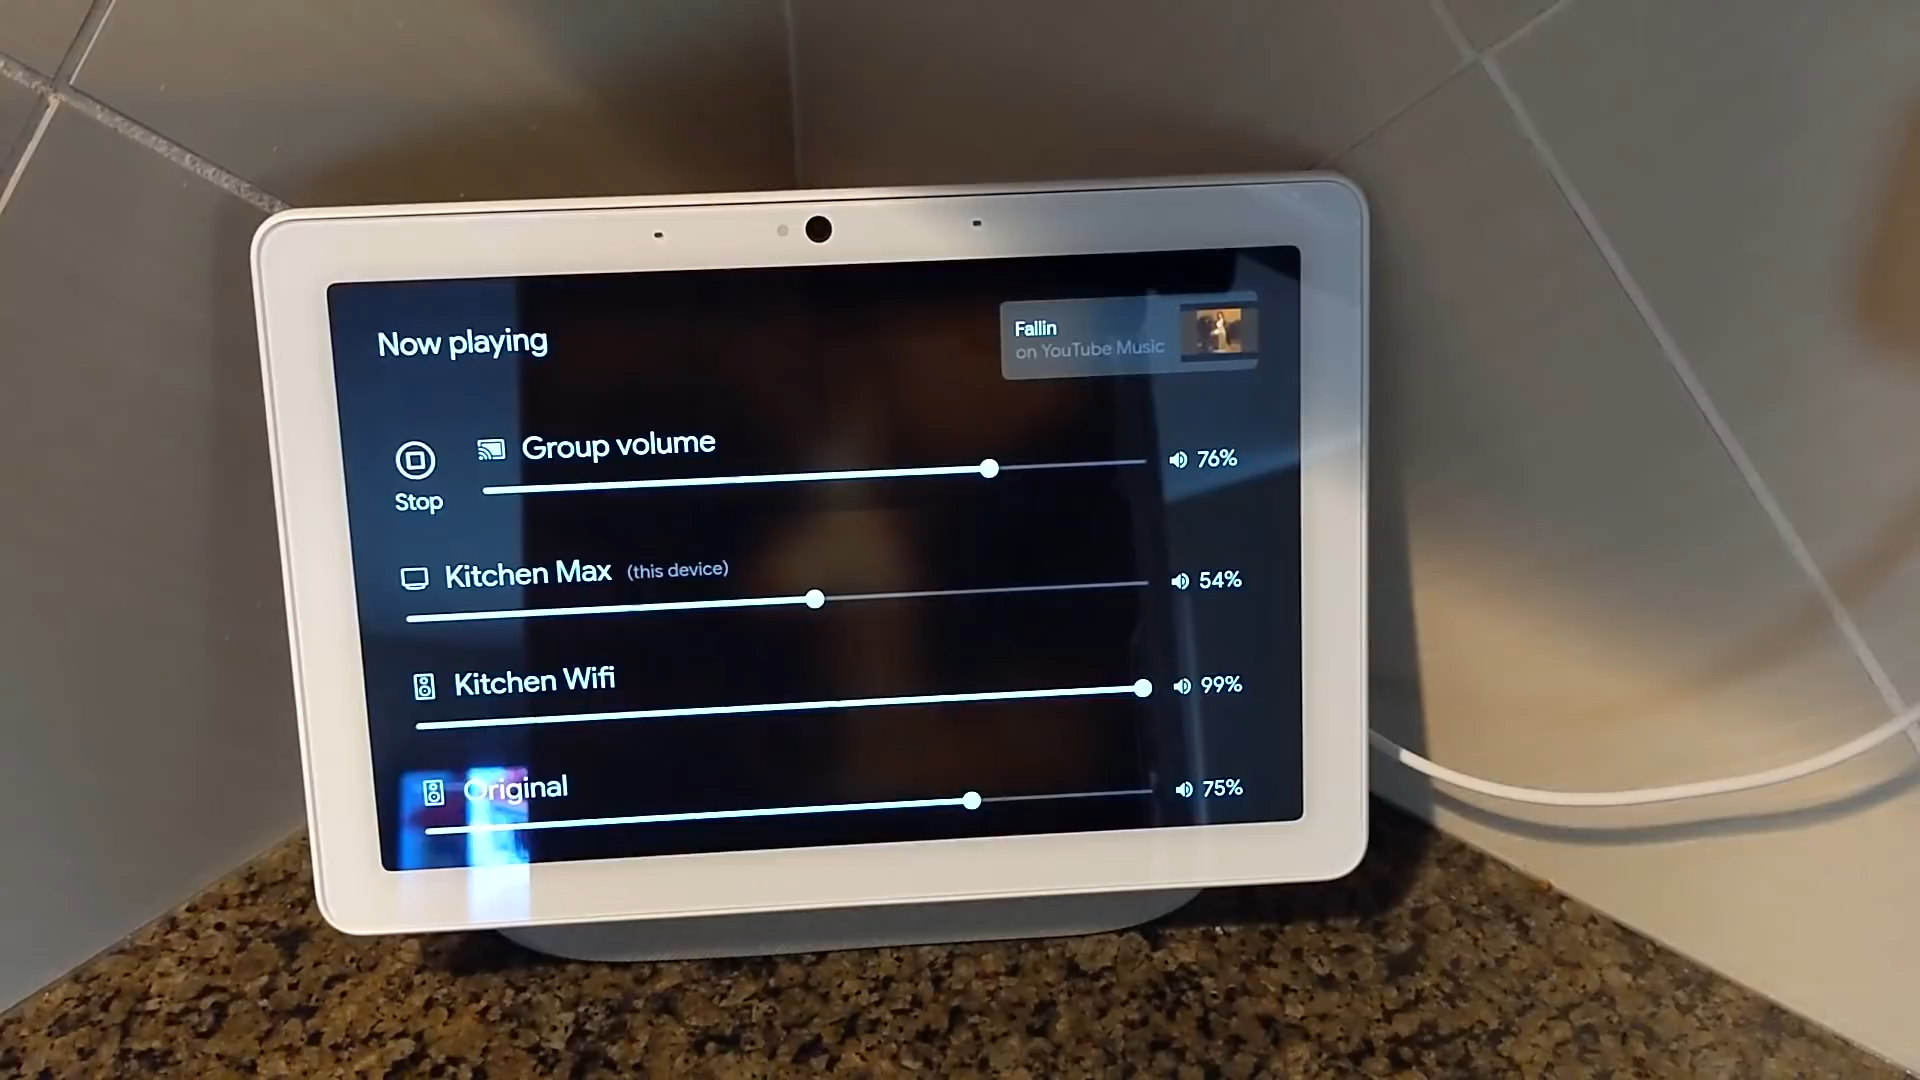 Now playing
Fallin
on YouTube Music
Group volume
76%
Stop
Kitchen Max (this device)
54%
Kitchen Wifi
99%
Original
75%